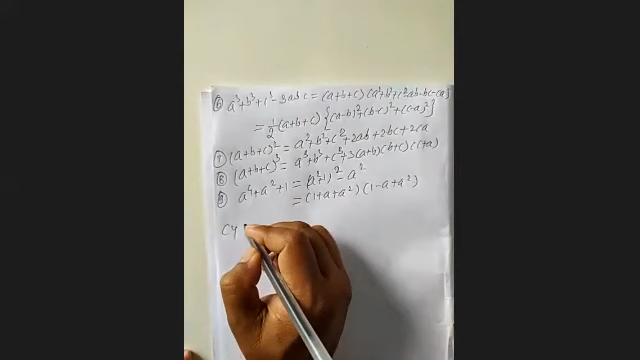 ⑥ a³+b³+c³-3abc = (a+b+c)(a²+b²+c²-ab-bc-ca)
= 1/2 (a+b+c) {(a-b)²+(b-c)²+(c-a)²}
⑦ (a+b+c)² = a²+b²+c²+2ab+2bc+2ca
⑧ (a+b+c)³ = a³+b³+c³+3(a+b)(b+c)(c+a)
⑨ a⁴+a²+1 = (a²+1)²-a²
= (1+a+a²)(1-a+a²)
Cy